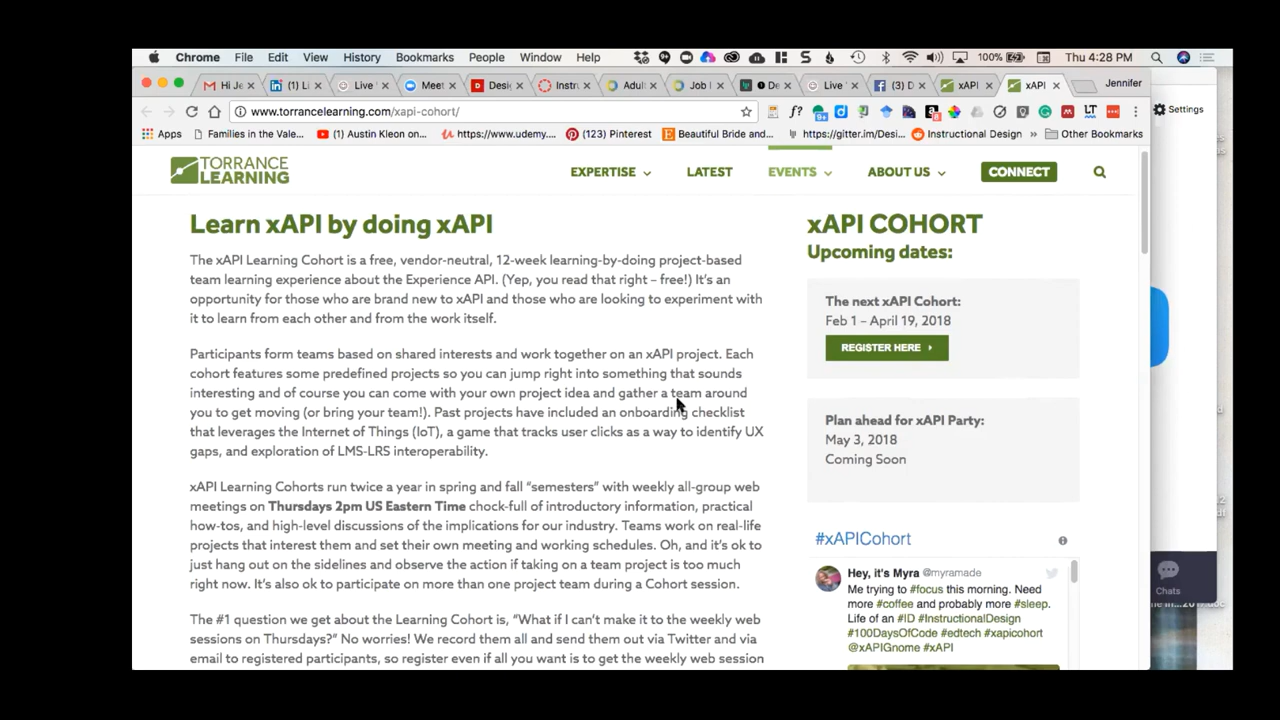 Chrome File Edit View History Bookmarks People Window Help 100% Thu 4:28 PM
Hi Je (1) Li Live Meet Desig Instru Adul Job De Live (3) D xAPI xAPI Jennifer
www.torrancelearning.com/xapi-cohort/
Settings
Apps Families in the Vale... (1) Austin Kleon on... https://www.udemy.... (123) Pinterest Beautiful Bride and... https://gitter.im/Desi... Instructional Design » Other Bookmarks
TORRANCE
LEARNING
EXPERTISE LATEST EVENTS ABOUT US CONNECT
Learn xAPI by doing xAPI
The xAPI Learning Cohort is a free, vendor-neutral, 12-week learning-by-doing project-based
team learning experience about the Experience API. (Yep, you read that right – free!) It's an
opportunity for those who are brand new to xAPI and those who are looking to experiment with
it to learn from each other and from the work itself.
Participants form teams based on shared interests and work together on an xAPI project. Each
cohort features some predefined projects so you can jump right into something that sounds
interesting and of course you can come with your own project idea and gather a team around
you to get moving (or bring your team!). Past projects have included an onboarding checklist
that leverages the Internet of Things (IoT), a game that tracks user clicks as a way to identify UX
gaps, and exploration of LMS-LRS interoperability.
xAPI Learning Cohorts run twice a year in spring and fall "semesters" with weekly all-group web
meetings on Thursdays 2pm US Eastern Time chock-full of introductory information, practical
how-tos, and high-level discussions of the implications for our industry. Teams work on real-life
projects that interest them and set their own meeting and working schedules. Oh, and it's ok to
just hang out on the sidelines and observe the action if taking on a team project is too much
right now. It's also ok to participate on more than one project team during a Cohort session.
The #1 question we get about the Learning Cohort is, "What if I can't make it to the weekly web
sessions on Thursdays?" No worries! We record them all and send them out via Twitter and via
email to registered participants, so register even if all you want is to get the weekly web session
xAPI COHORT
Upcoming dates:
The next xAPI Cohort:
Feb 1 – April 19, 2018
REGISTER HERE
Plan ahead for xAPI Party:
May 3, 2018
Coming Soon
#xAPICohort
Hey, it's Myra @myramade
Me trying to #focus this morning. Need
more #coffee and probably more #sleep.
Life of an #ID #InstructionalDesign
#100DaysOfCode #edtech #xapicohort
@xAPIGnome #xAPI
Chats